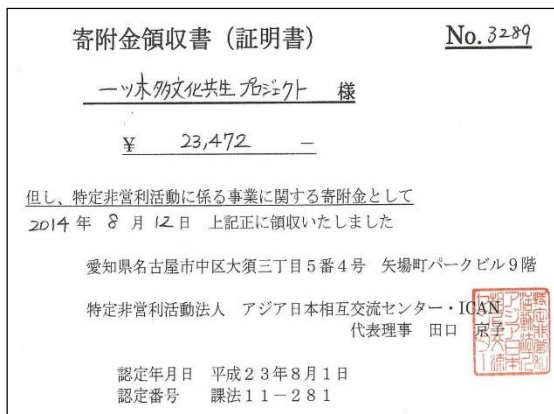 寄附金領収書（証明書）
No. 3289
一ツ木多文化共生プロジェクト 様
¥ 23,472 －
但し、特定非営利活動に係る事業に関する寄附金として
2014年 8月12日 上記正に領収いたしました
愛知県名古屋市中区大須三丁目5番4号 矢場町パークビル9階
特定非営利活動法人 アジア日本相互交流センター・ICAN
代表理事 田口 京子
認定年月日 平成23年8月1日
認定番号 課法11－281